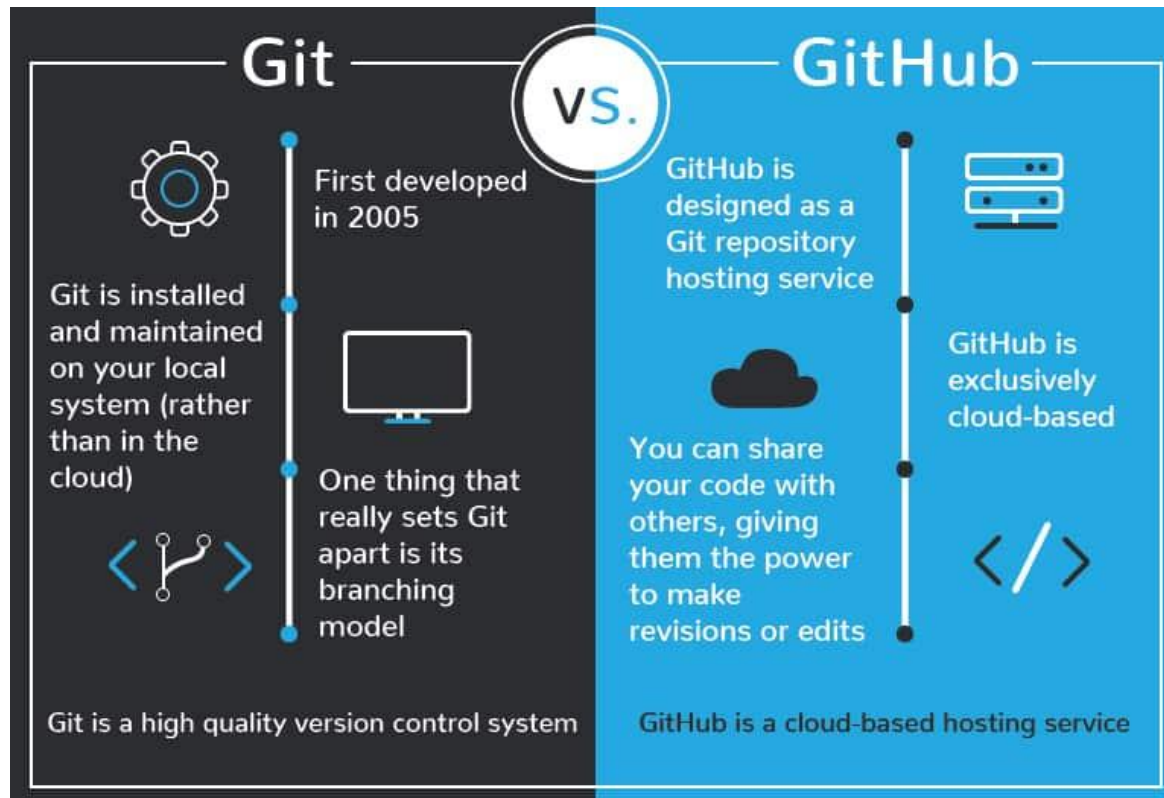 Git
vs.
GitHub
First developed
in 2005
Git is installed
and maintained
on your local
system (rather
than in the
cloud)
One thing that
really sets Git
apart is its
branching
model
Git is a high quality version control system
GitHub is
designed as a
Git repository
hosting service
GitHub is
exclusively
cloud-based
You can share
your code with
others, giving
them the power
to make
revisions or edits
GitHub is a cloud-based hosting service